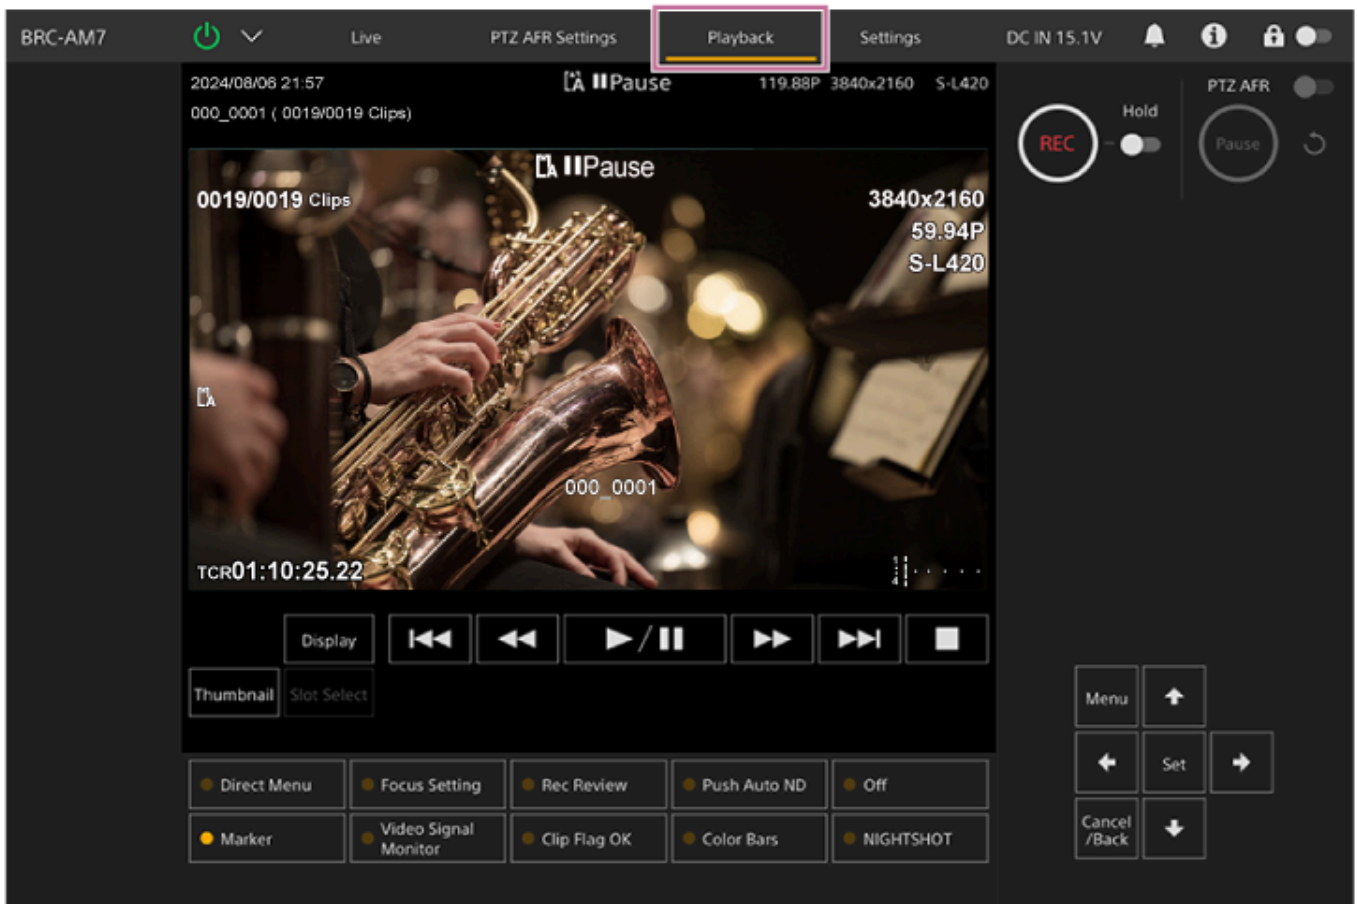 BRC-AM7
Live
PTZ AFR Settings
Playback
Settings
DC IN 15.1V
2024/08/06 21:57
A Pause
119.88P 3840x2160 S-L420
000_0001 ( 0019/0019 Clips)
PTZ AFR
Hold
REC
Pause
A Pause
0019/0019 Clips
3840x2160
59.94P
S-L420
A
000_0001
TCR01:10:25.22
Display
Thumbnail
Slot Select
Menu
Set
Cancel
/Back
Direct Menu
Focus Setting
Rec Review
Push Auto ND
Off
Marker
Video Signal
Monitor
Clip Flag OK
Color Bars
NIGHTSHOT